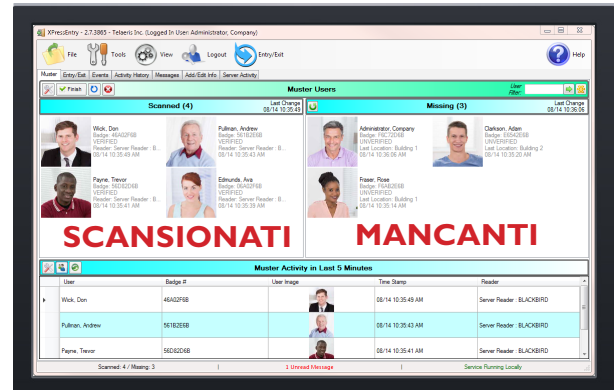 XPressEntry - 2.7.3865 - Telaeris Inc. (Logged In User: Administrator, Company)
File Tools View Logout Entry/Exit Help
Muster Entry/Exit Events Activity History Messages Add/Edit Info Server Activity
Finish Muster Users User Filter:
Scanned (4) Last Change 08/14 10:35:49
Missing (3) Last Change 08/14 10:36:06
Wick, Don
Badge: 46A02F6B
VERIFIED
Reader: Server Reader : B...
08/14 10:35:49 AM
Pullman, Andrew
Badge: 561B2E6B
VERIFIED
Reader: Server Reader : B...
08/14 10:35:43 AM
Payne, Trevor
Badge: 56D82D6B
VERIFIED
Reader: Server Reader : B...
08/14 10:35:41 AM
Edmunds, Ava
Badge: 06A02F6B
VERIFIED
Reader: Server Reader : B...
08/14 10:35:39 AM
Administrator, Company
Badge: F6C72D6B
UNVERIFIED
Last Location: Building 1
08/14 10:36:06 AM
Clarkson, Adam
Badge: E6542E6B
UNVERIFIED
Last Location: Building 2
08/14 10:35:20 AM
Fraser, Rose
Badge: F6AB2E6B
UNVERIFIED
Last Location: Building 1
08/14 10:35:14 AM
SCANSIONATI
MANCANTI
Muster Activity in Last 5 Minutes
User Badge # User Image Time Stamp Reader
Wick, Don 46A02F6B 08/14 10:35:49 AM Server Reader : BLACKBIRD
Pullman, Andrew 561B2E6B 08/14 10:35:43 AM Server Reader : BLACKBIRD
Payne, Trevor 56D82D6B 08/14 10:35:41 AM Server Reader : BLACKBIRD
Scanned: 4 / Missing: 3 | 1 Unread Message | Service Running Locally